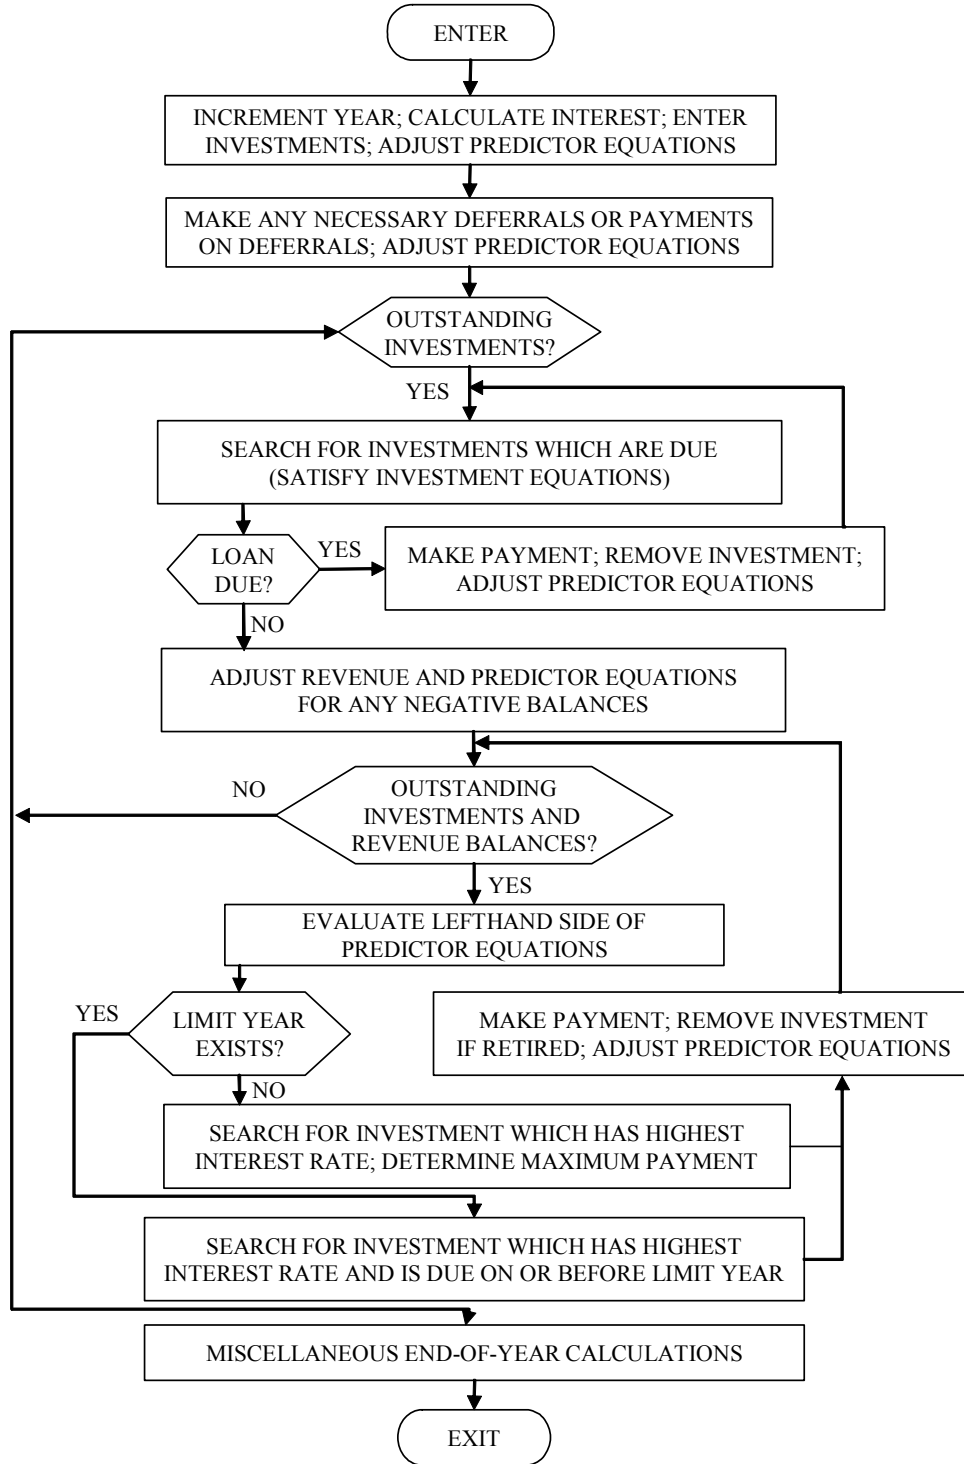 ENTER
INCREMENT YEAR; CALCULATE INTEREST; ENTER
INVESTMENTS; ADJUST PREDICTOR EQUATIONS
MAKE ANY NECESSARY DEFERRALS OR PAYMENTS
ON DEFERRALS; ADJUST PREDICTOR EQUATIONS
OUTSTANDING
INVESTMENTS?
YES
SEARCH FOR INVESTMENTS WHICH ARE DUE
(SATISFY INVESTMENT EQUATIONS)
LOAN
DUE?
YES
MAKE PAYMENT; REMOVE INVESTMENT;
ADJUST PREDICTOR EQUATIONS
NO
ADJUST REVENUE AND PREDICTOR EQUATIONS
FOR ANY NEGATIVE BALANCES
NO
OUTSTANDING
INVESTMENTS AND
REVENUE BALANCES?
YES
EVALUATE LEFTHAND SIDE OF
PREDICTOR EQUATIONS
YES
LIMIT YEAR
EXISTS?
MAKE PAYMENT; REMOVE INVESTMENT
IF RETIRED; ADJUST PREDICTOR EQUATIONS
NO
SEARCH FOR INVESTMENT WHICH HAS HIGHEST
INTEREST RATE; DETERMINE MAXIMUM PAYMENT
SEARCH FOR INVESTMENT WHICH HAS HIGHEST
INTEREST RATE AND IS DUE ON OR BEFORE LIMIT YEAR
MISCELLANEOUS END-OF-YEAR CALCULATIONS
EXIT